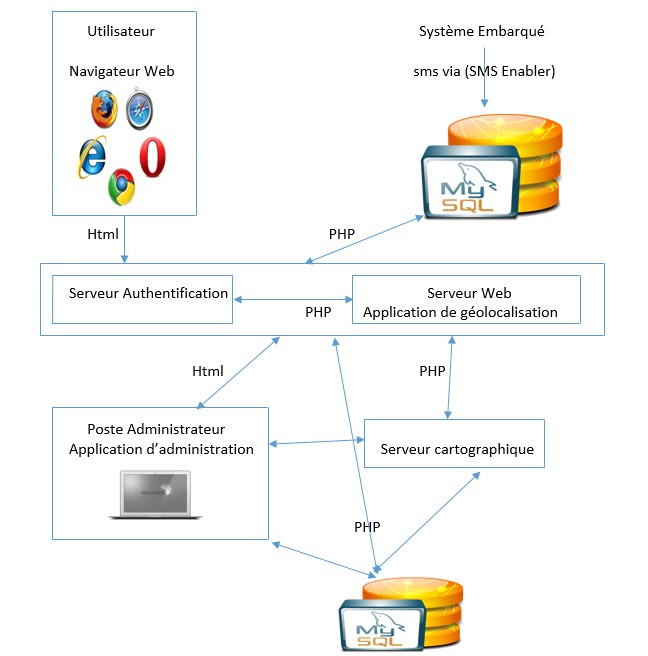 Utilisateur
Navigateur Web
Système Embarqué
sms via (SMS Enabler)
My
SQL
Html
PHP
Serveur Authentification
PHP
Serveur Web
Application de géolocalisation
Html
PHP
Poste Administrateur
Application d'administration
Serveur cartographique
PHP
My
SQL